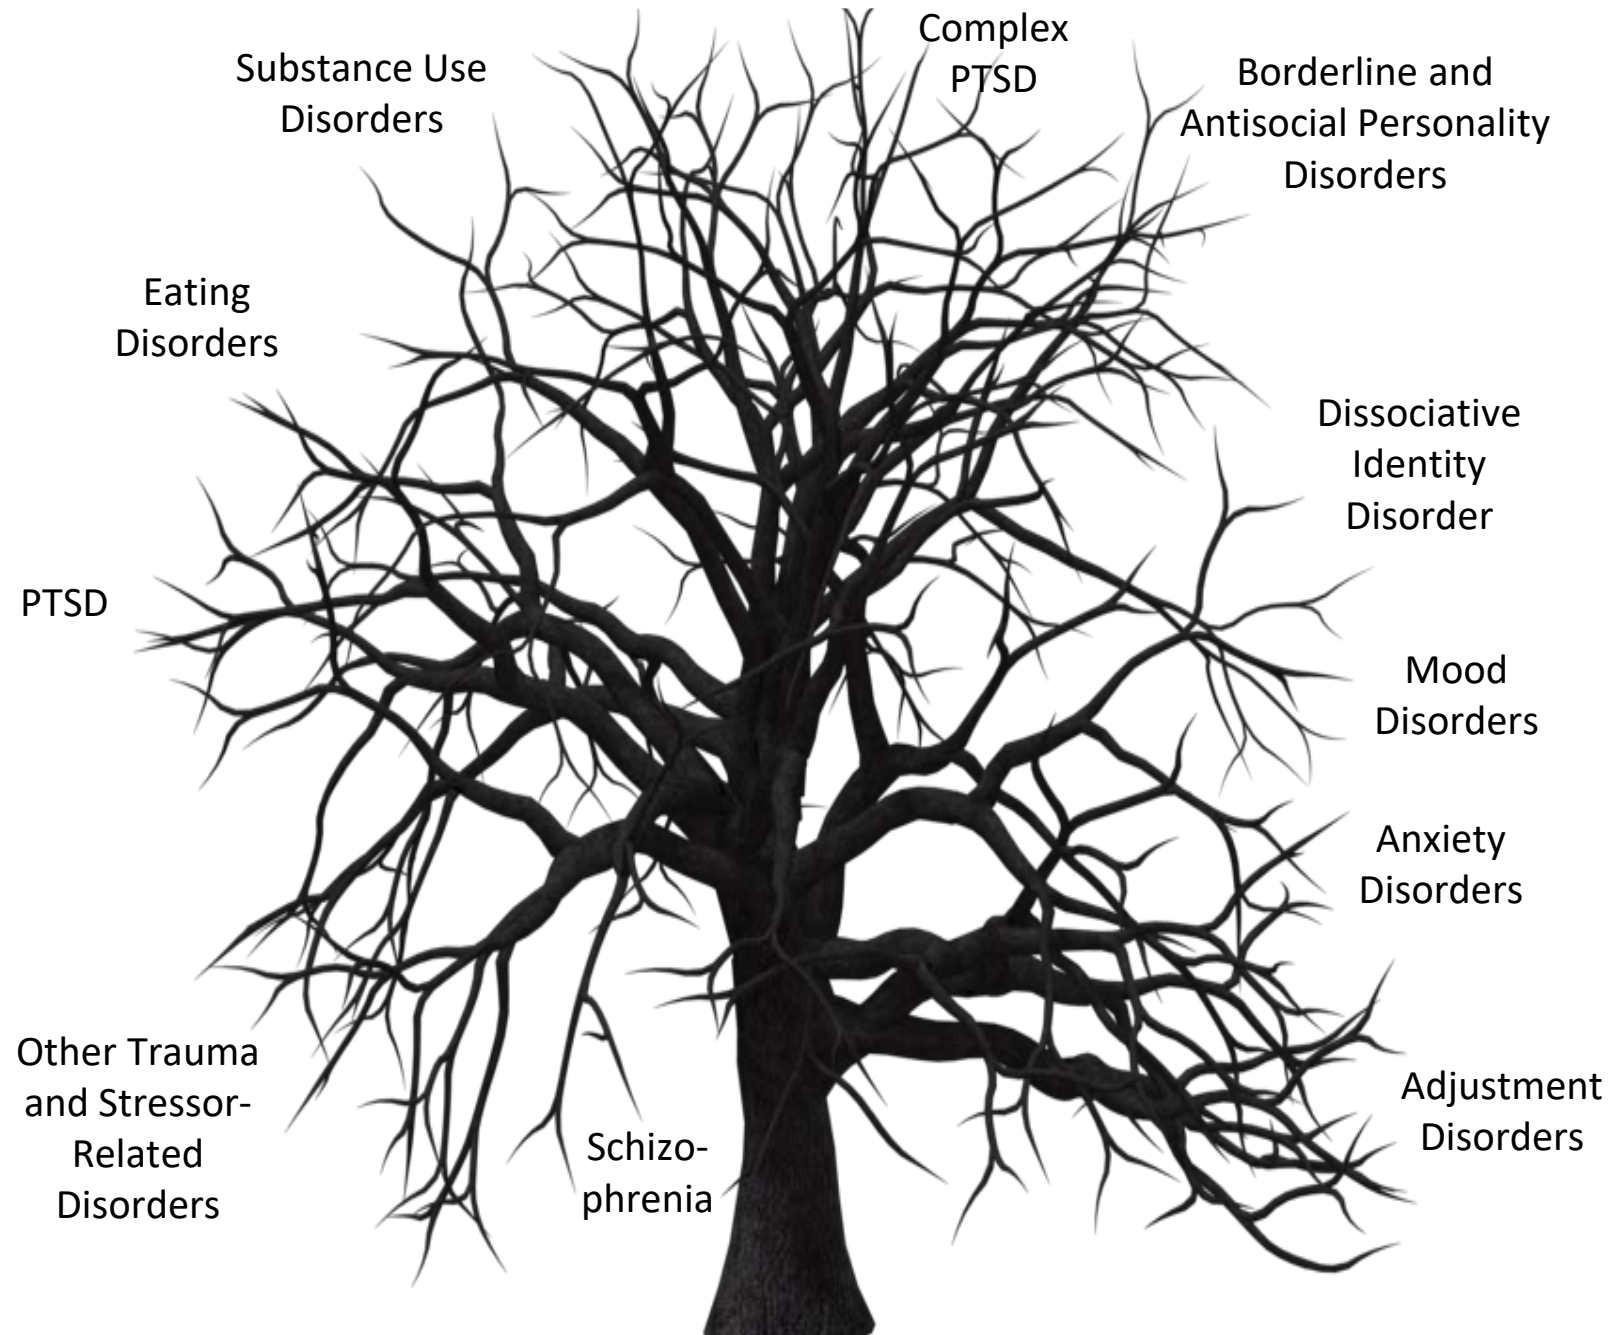 Complex
PTSD
Substance Use
Disorders
Borderline and
Antisocial Personality
Disorders
Eating
Disorders
Dissociative
Identity
Disorder
PTSD
Mood
Disorders
Anxiety
Disorders
Other Trauma
and Stressor-
Related
Disorders
Adjustment
Disorders
Schizo-
phrenia